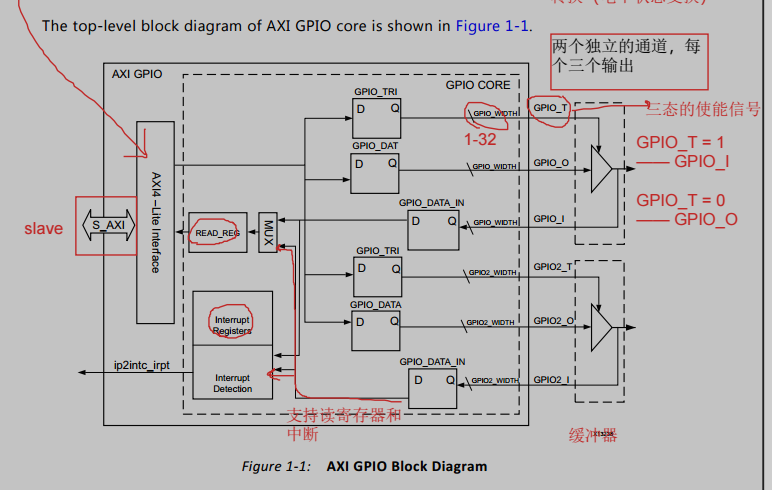 The top-level block diagram of AXI GPIO core is shown in Figure 1-1.
两个独立的通道，每
个三个输出
AXI GPIO
GPIO CORE
GPIO_TRI
D Q
GPIO_WIDTH
GPIO_T
三态的使能信号
1-32
GPIO_T = 1
—— GPIO_I
GPIO_T = 0
—— GPIO_O
GPIO_DAT
D Q
GPIO_WIDTH
GPIO_O
AXI4-Lite Interface
slave
S_AXI
READ_REG
MUX
GPIO_DATA_IN
D Q
GPIO_WIDTH
GPIO_I
GPIO_TRI
D Q
GPIO2_WIDTH
GPIO2_T
GPIO_DATA
D Q
GPIO2_WIDTH
GPIO2_O
Interrupt
Registers
Interrupt
Detection
ip2intc_irpt
GPIO_DATA_IN
D Q
GPIO2_WIDTH
GPIO2_I
支持读寄存器和
中断
缓冲器
Figure 1-1: AXI GPIO Block Diagram